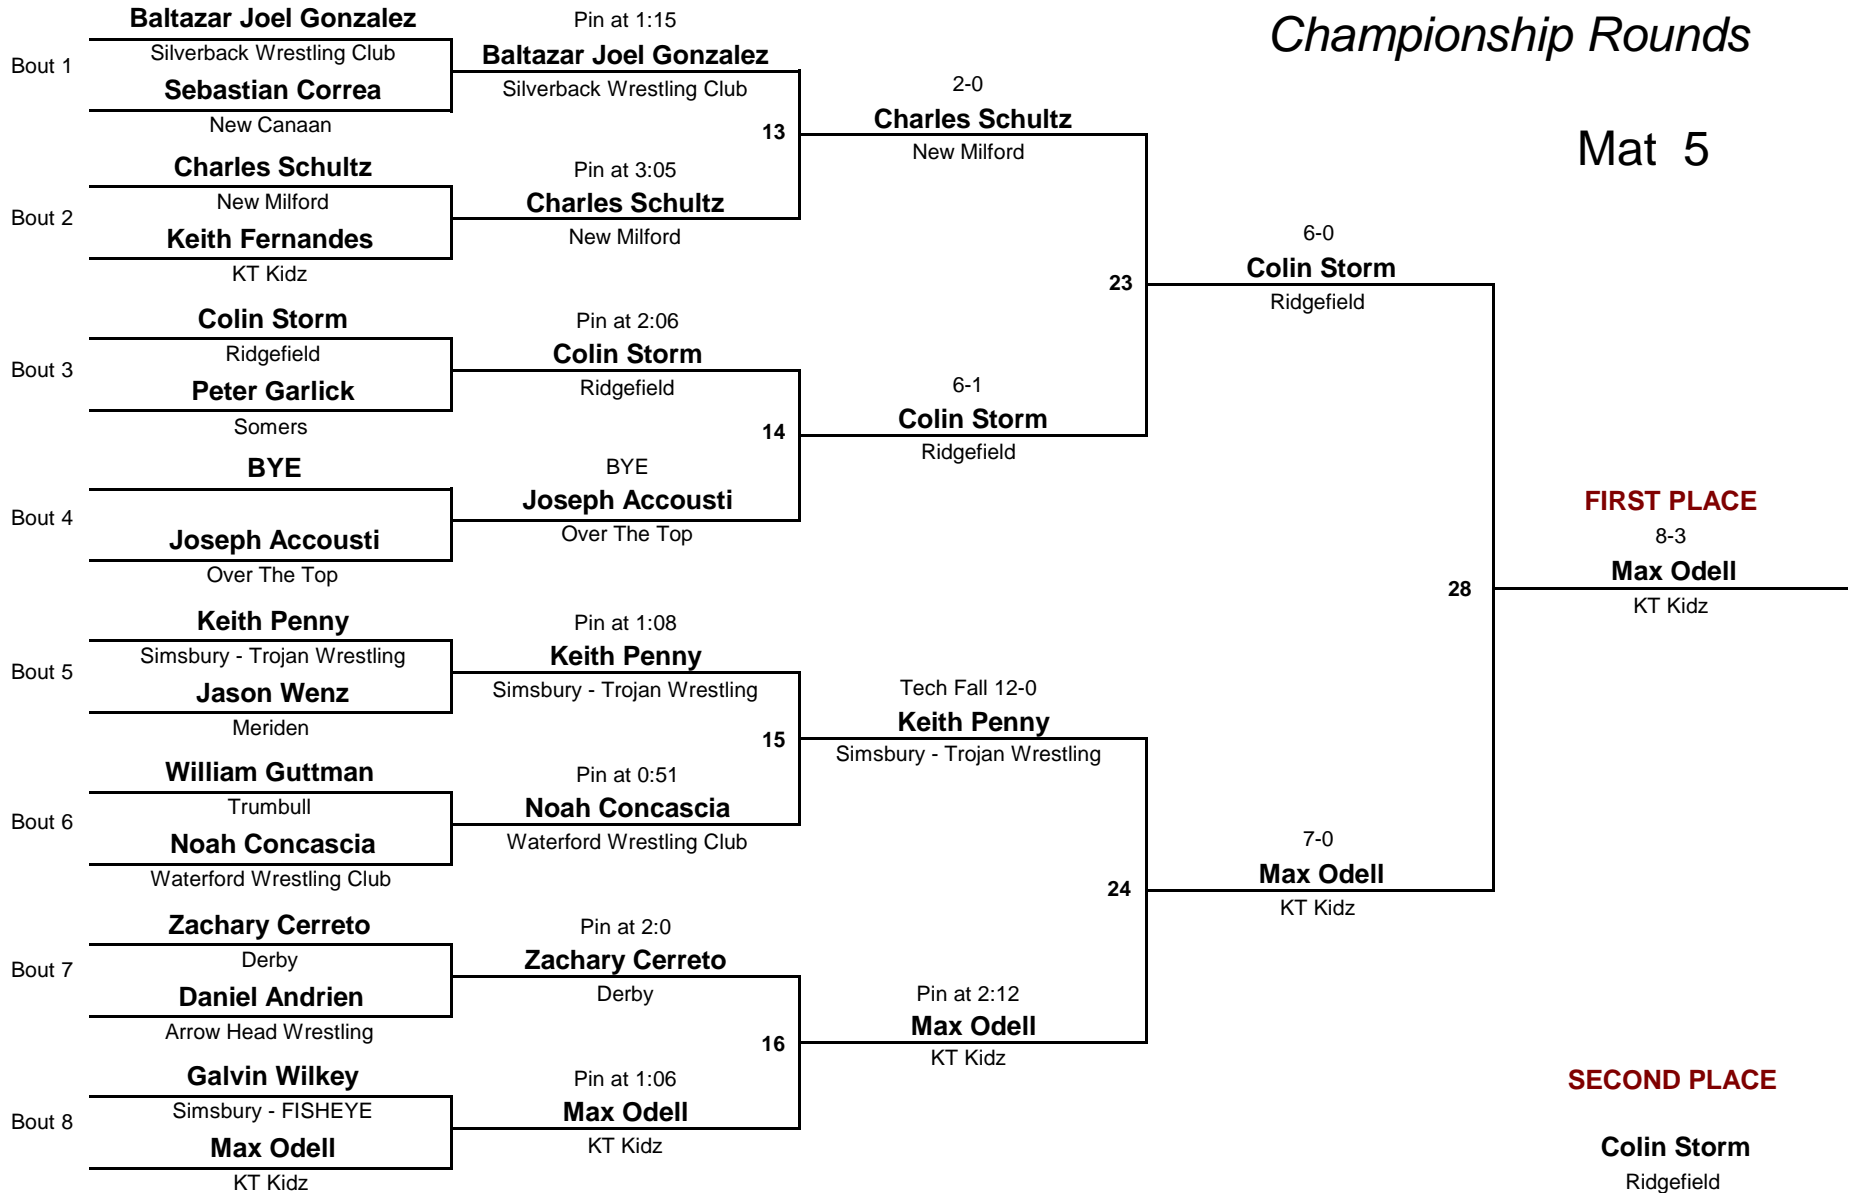 Championship Rounds
Mat 5
Bout 1
Baltazar Joel Gonzalez
Silverback Wrestling Club
Sebastian Correa
New Canaan
Bout 2
Charles Schultz
New Milford
Keith Fernandes
KT Kidz
Bout 3
Colin Storm
Ridgefield
Peter Garlick
Somers
Bout 4
BYE
Joseph Accousti
Over The Top
Bout 5
Keith Penny
Simsbury - Trojan Wrestling
Jason Wenz
Meriden
Bout 6
William Guttman
Trumbull
Noah Concascia
Waterford Wrestling Club
Bout 7
Zachary Cerreto
Derby
Daniel Andrien
Arrow Head Wrestling
Bout 8
Galvin Wilkey
Simsbury - FISHEYE
Max Odell
KT Kidz
Pin at 1:15
Baltazar Joel Gonzalez
Silverback Wrestling Club
13
Pin at 3:05
Charles Schultz
New Milford
Pin at 2:06
Colin Storm
Ridgefield
14
BYE
Joseph Accousti
Over The Top
Pin at 1:08
Keith Penny
Simsbury - Trojan Wrestling
15
Pin at 0:51
Noah Concascia
Waterford Wrestling Club
Pin at 2:0
Zachary Cerreto
Derby
16
Pin at 1:06
Max Odell
KT Kidz
2-0
Charles Schultz
New Milford
23
6-1
Colin Storm
Ridgefield
Tech Fall 12-0
Keith Penny
Simsbury - Trojan Wrestling
24
Pin at 2:12
Max Odell
KT Kidz
6-0
Colin Storm
Ridgefield
28
7-0
Max Odell
KT Kidz
FIRST PLACE
8-3
Max Odell
KT Kidz
SECOND PLACE
Colin Storm
Ridgefield